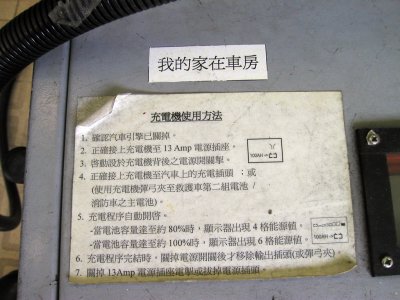 我的家在車房
充電機使用方法
1. 確認汽車引擎已關掉。
2. 正確接上充電機至13 Amp 電源插座。
3. 啓動設於充電機背後之電源開關掣。
4. 正確接上充電機至汽車上的充電插頭；或
(使用充電機彈弓夾至救護車第二組電池/
消防車之主電池)。
5. 充電程序自動開啓。
-當電池容量達至約 80%時，顯示器出現 4 格能源値。
-當電池容量達至約 100%時，顯示器出現 6 格能源値。
6. 充電程序完結時，關掉電源開關後才移除輸出插頭(或彈弓夾)
7. 關掉 13Amp 電源插座電掣或拔掉電源插頭